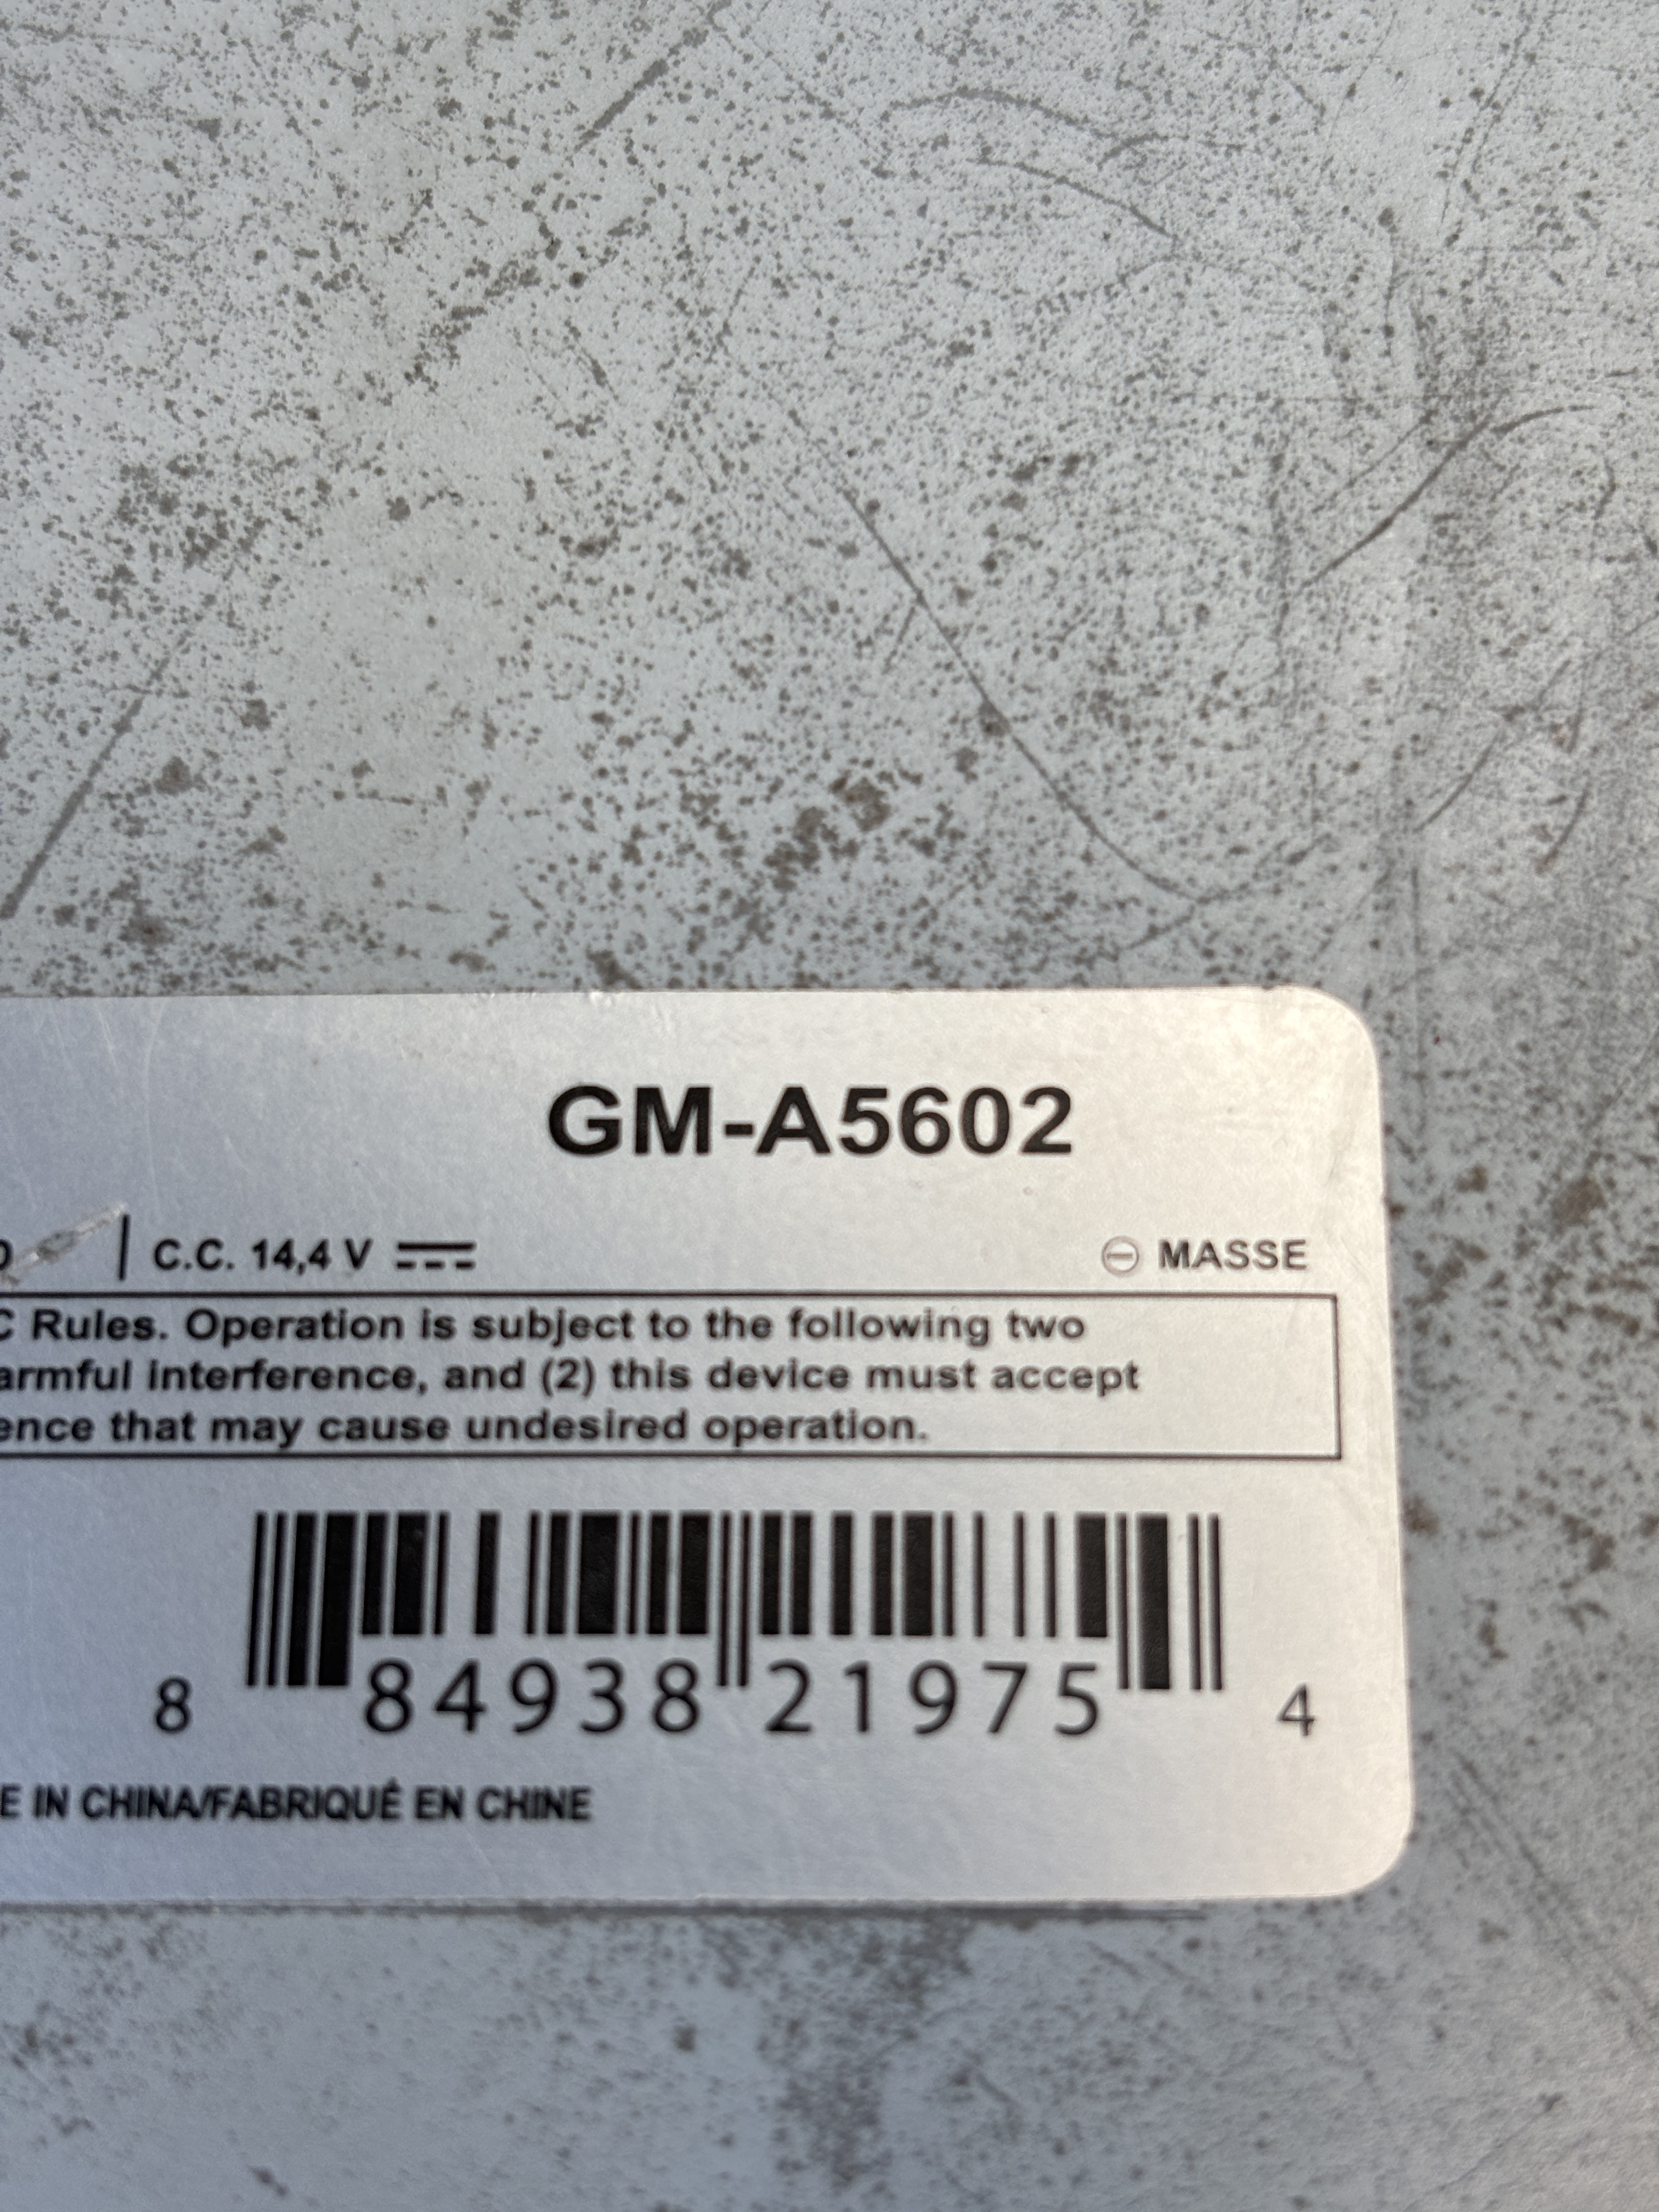 GM-A5602
C.C. 14,4 V ⎓ ⊖ MASSE
Rules. Operation is subject to the following two
armful interference, and (2) this device must accept
ence that may cause undesired operation.
8 84938 21975 4
E IN CHINA/FABRIQUÉ EN CHINE